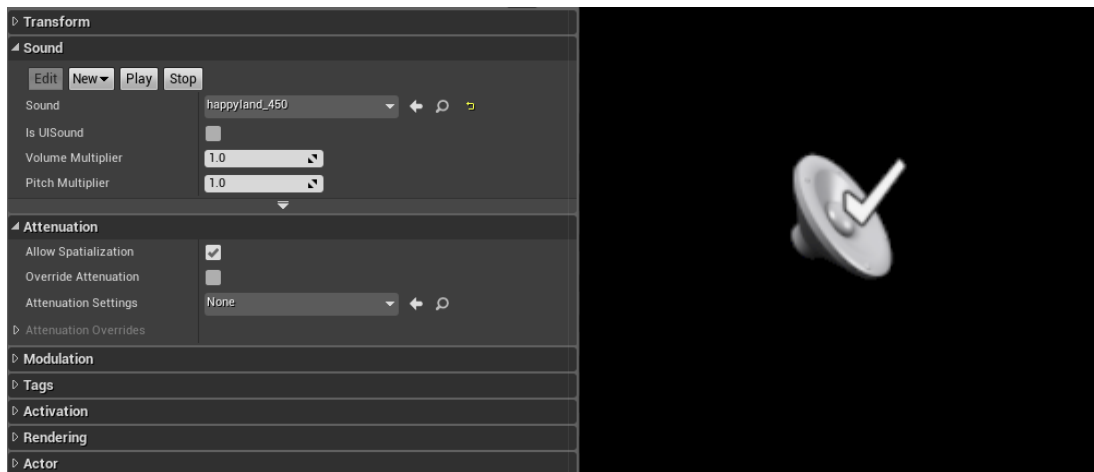 Transform
Sound
Edit New Play Stop
Sound happyland_450
Is UISound
Volume Multiplier 1.0
Pitch Multiplier 1.0
Attenuation
Allow Spatialization
Override Attenuation
Attenuation Settings None
Attenuation Overrides
Modulation
Tags
Activation
Rendering
Actor